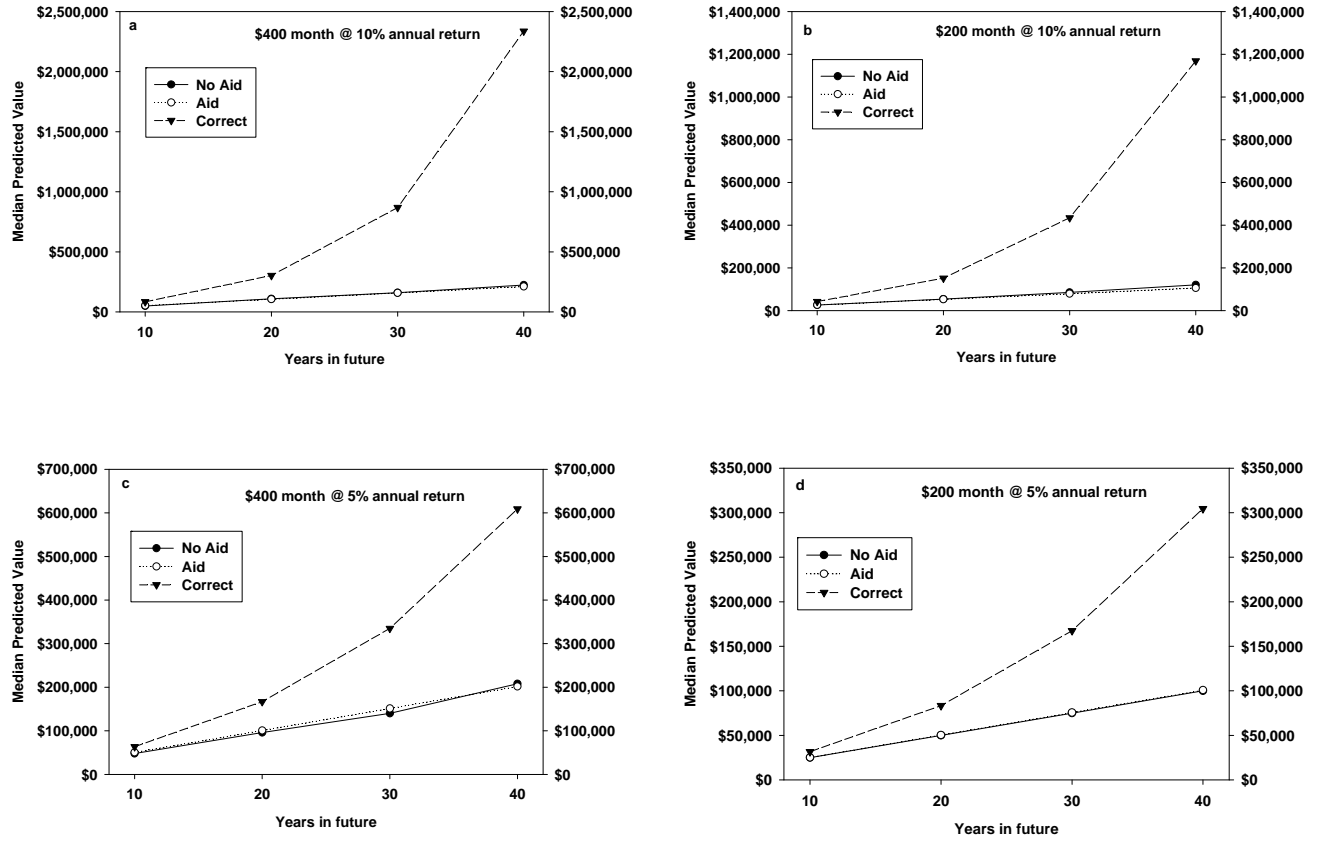 a
$400 month @ 10% annual return
No Aid
Aid
Correct
Median Predicted Value
$2,500,000
$2,000,000
$1,500,000
$1,000,000
$500,000
$0
$2,500,000
$2,000,000
$1,500,000
$1,000,000
$500,000
$0
10 20 30 40
Years in future
b
$200 month @ 10% annual return
No Aid
Aid
Correct
Median Predicted Value
$1,400,000
$1,200,000
$1,000,000
$800,000
$600,000
$400,000
$200,000
$0
$1,400,000
$1,200,000
$1,000,000
$800,000
$600,000
$400,000
$200,000
$0
10 20 30 40
Years in future
c
$400 month @ 5% annual return
No Aid
Aid
Correct
Median Predicted Value
$700,000
$600,000
$500,000
$400,000
$300,000
$200,000
$100,000
$0
$700,000
$600,000
$500,000
$400,000
$300,000
$200,000
$100,000
$0
10 20 30 40
Years in future
d
$200 month @ 5% annual return
No Aid
Aid
Correct
Median Predicted Value
$350,000
$300,000
$250,000
$200,000
$150,000
$100,000
$50,000
$0
$350,000
$300,000
$250,000
$200,000
$150,000
$100,000
$50,000
$0
10 20 30 40
Years in future